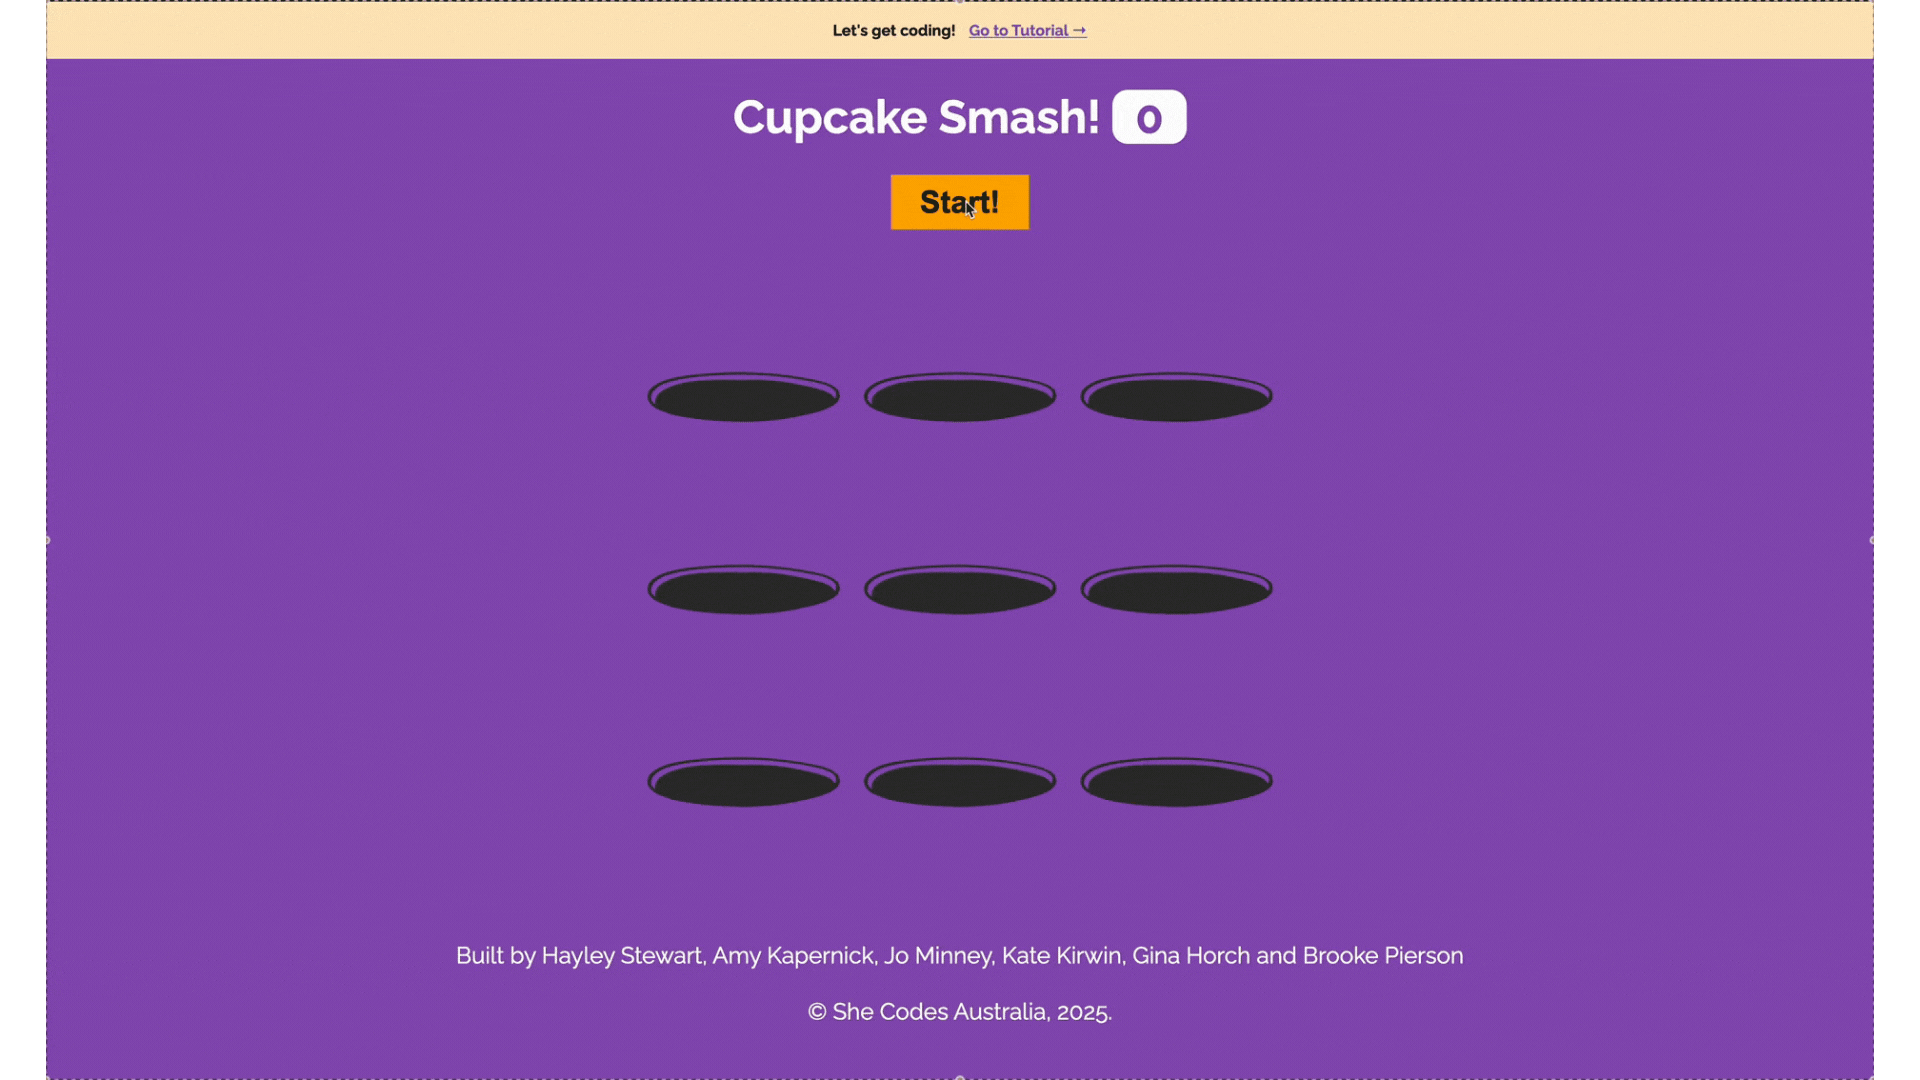 Let's get coding! Go to Tutorial →
Cupcake Smash! 0
Start!
Built by Hayley Stewart, Amy Kapernick, Jo Minney, Kate Kirwin, Gina Horch and Brooke Pierson
© She Codes Australia, 2025.